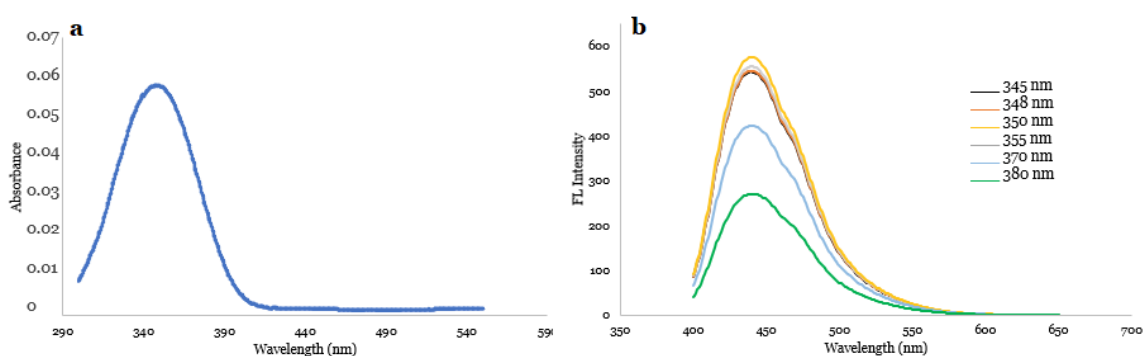 a
0.07
0.06
0.05
0.04
0.03
0.02
0.01
0
290 340 390 440 490 540 59
Absorbance
Wavelength (nm)
b
600
500
400
300
200
100
0
350 400 450 500 550 600 650 700
FL Intensity
Wavelength (nm)
345 nm
348 nm
350 nm
355 nm
370 nm
380 nm